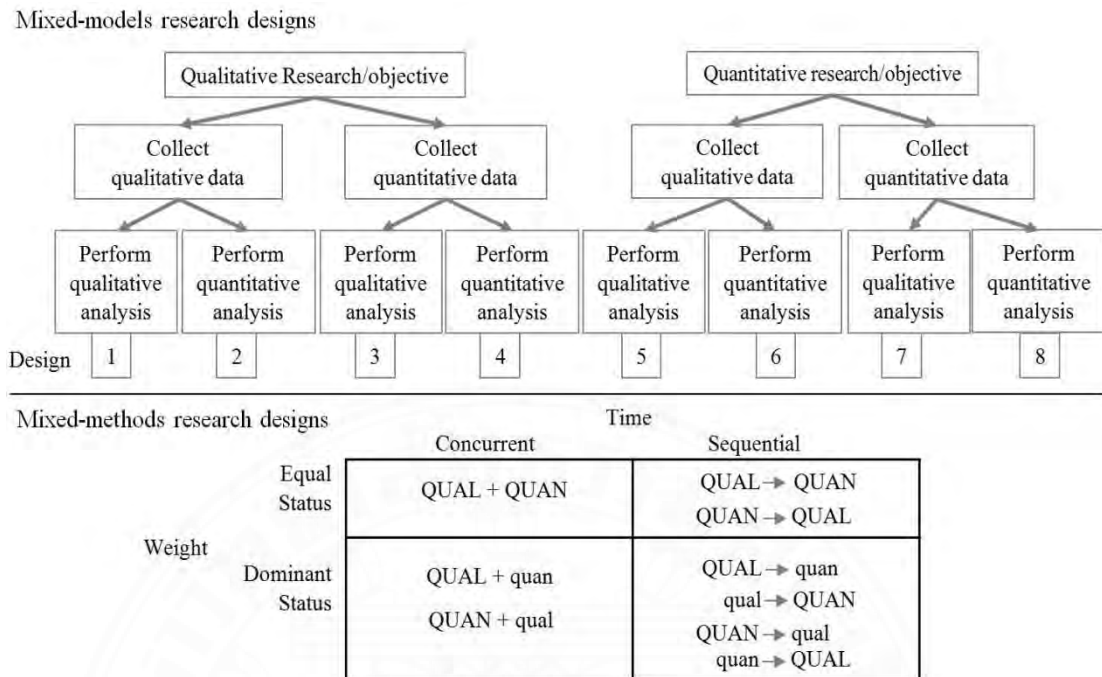 Mixed-models research designs
Qualitative Research/objective
Quantitative research/objective
Collect
qualitative data
Collect
quantitative data
Collect
qualitative data
Collect
quantitative data
Perform
qualitative
analysis
Perform
quantitative
analysis
Perform
qualitative
analysis
Perform
quantitative
analysis
Perform
qualitative
analysis
Perform
quantitative
analysis
Perform
qualitative
analysis
Perform
quantitative
analysis
Design 1 2 3 4 5 6 7 8
Mixed-methods research designs
Time
Concurrent
Sequential
Weight
Equal
Status
QUAL + QUAN
QUAL → QUAN
QUAN → QUAL
Dominant
Status
QUAL + quan
QUAN + qual
QUAL → quan
qual → QUAN
QUAN → qual
quan → QUAL